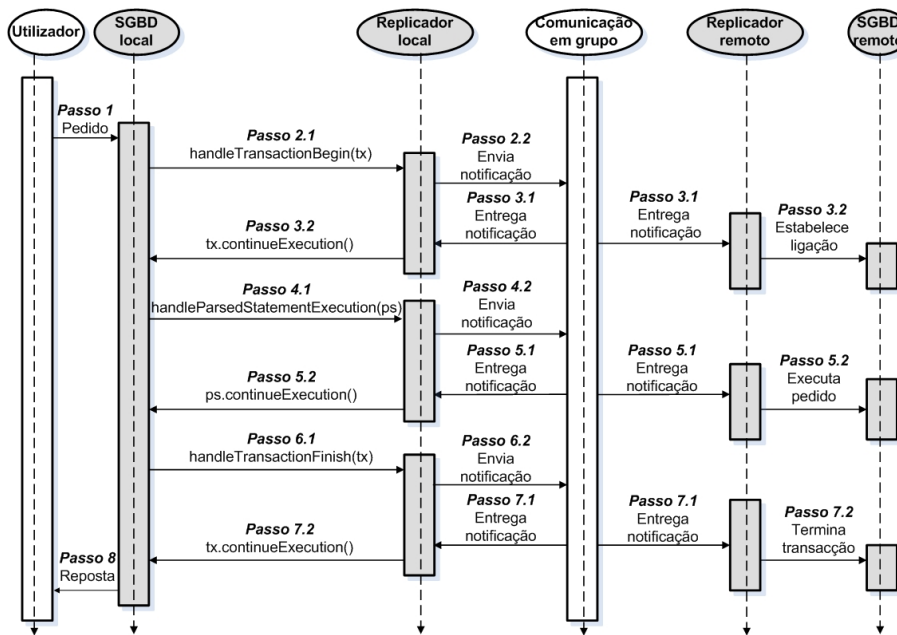 Utilizador
SGBD
local
Replicador
local
Comunicação
em grupo
Replicador
remoto
SGBD
remoto
Passo 1
Pedido
Passo 2.1
handleTransactionBegin(tx)
Passo 2.2
Envia
notificação
Passo 3.1
Entrega
notificação
Passo 3.1
Entrega
notificação
Passo 3.2
Estabelece
ligação
Passo 3.2
tx.continueExecution()
Passo 4.1
handleParsedStatementExecution(ps)
Passo 4.2
Envia
notificação
Passo 5.1
Entrega
notificação
Passo 5.1
Entrega
notificação
Passo 5.2
Executa
pedido
Passo 5.2
ps.continueExecution()
Passo 6.1
handleTransactionFinish(tx)
Passo 6.2
Envia
notificação
Passo 7.1
Entrega
notificação
Passo 7.1
Entrega
notificação
Passo 7.2
Termina
transacção
Passo 7.2
tx.continueExecution()
Passo 8
Reposta